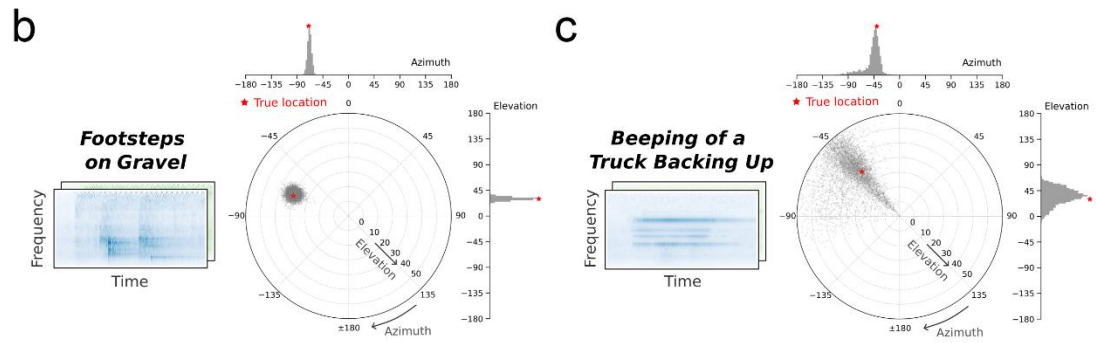 b
Azimuth
−180 −135 −90 −45 0 45 90 135 180
★ True location
Elevation
180
135
90
45
0
−45
−90
−135
−180
Footsteps
on Gravel
Frequency
Time
0
45
90
135
±180
−135
−90
−45
0
10
20
30
40
50
Elevation
Azimuth
c
Azimuth
−180 −135 −90 −45 0 45 90 135 180
★ True location
Elevation
180
135
90
45
0
−45
−90
−135
−180
Beeping of a
Truck Backing Up
Frequency
Time
0
45
90
135
±180
−135
−90
−45
0
10
20
30
40
50
Elevation
Azimuth